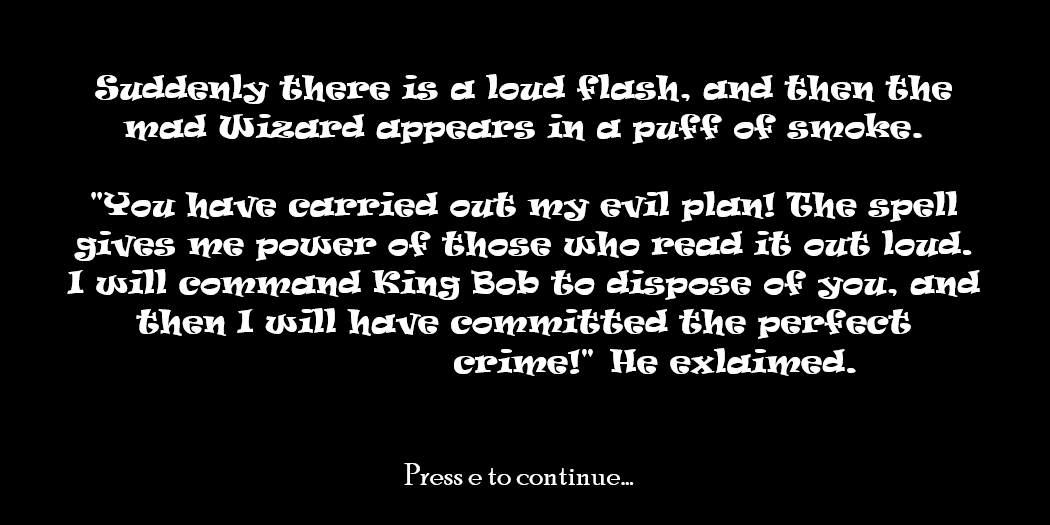 Suddenly there is a loud flash, and then the
mad Wizard appears in a puff of smoke.
"You have carried out my evil plan! The spell
gives me power of those who read it out loud.
I will command King Bob to dispose of you, and
then I will have committed the perfect
crime!" He exlaimed.
Press e to continue...